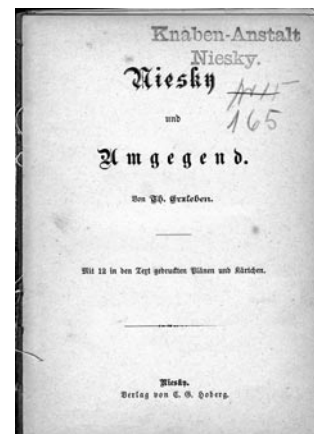 Knaben-Anstalt
Niesky.
Niesky
165
und
Umgegend.
Von Th. Erxleben.
Mit 12 in den Text gedruckten Plänen und Kärtchen.
Niesky.
Verlag von C. G. Hoberg.